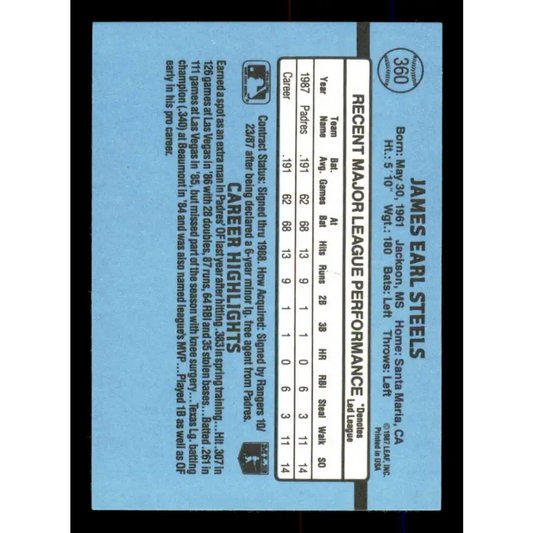 360
JAMES EARL STEELS
Born: May 30, 1961 Jackson, MS Home: Santa Maria, CA
Ht.: 5' 10" Wgt.: 180 Bats: Left Throws: Left
©1987 LEAF, INC.
Printed in USA
RECENT MAJOR LEAGUE PERFORMANCE
*Denotes
Led League
Year Team Name Bat. Avg. Games At Bat Hits Runs 2B 3B HR RBI Steal Walk SO
1987 Padres .191 62 68 13 9 1 1 0 6 3 11 14
Career .191 62 68 13 9 1 1 0 6 3 11 14
Contract Status: Signed thru 1988. How Acquired: Signed by Rangers 10/
23/87 after being declared a 6-year minor lg. free agent from Padres.
CAREER HIGHLIGHTS
Earned a spot as an extra man in Padres' OF last year after hitting .383 in spring training...Hit .307 in
126 games at Las Vegas in '86 with 28 doubles, 87 runs, 64 RBI and 35 stolen bases...Batted .261 in
111 games at Las Vegas in '85, but missed part of the season with knee surgery...Texas Lg. batting
champion (.340) at Beaumont in '84 and was also named league's MVP...Played 1B as well as OF
early in his pro career.